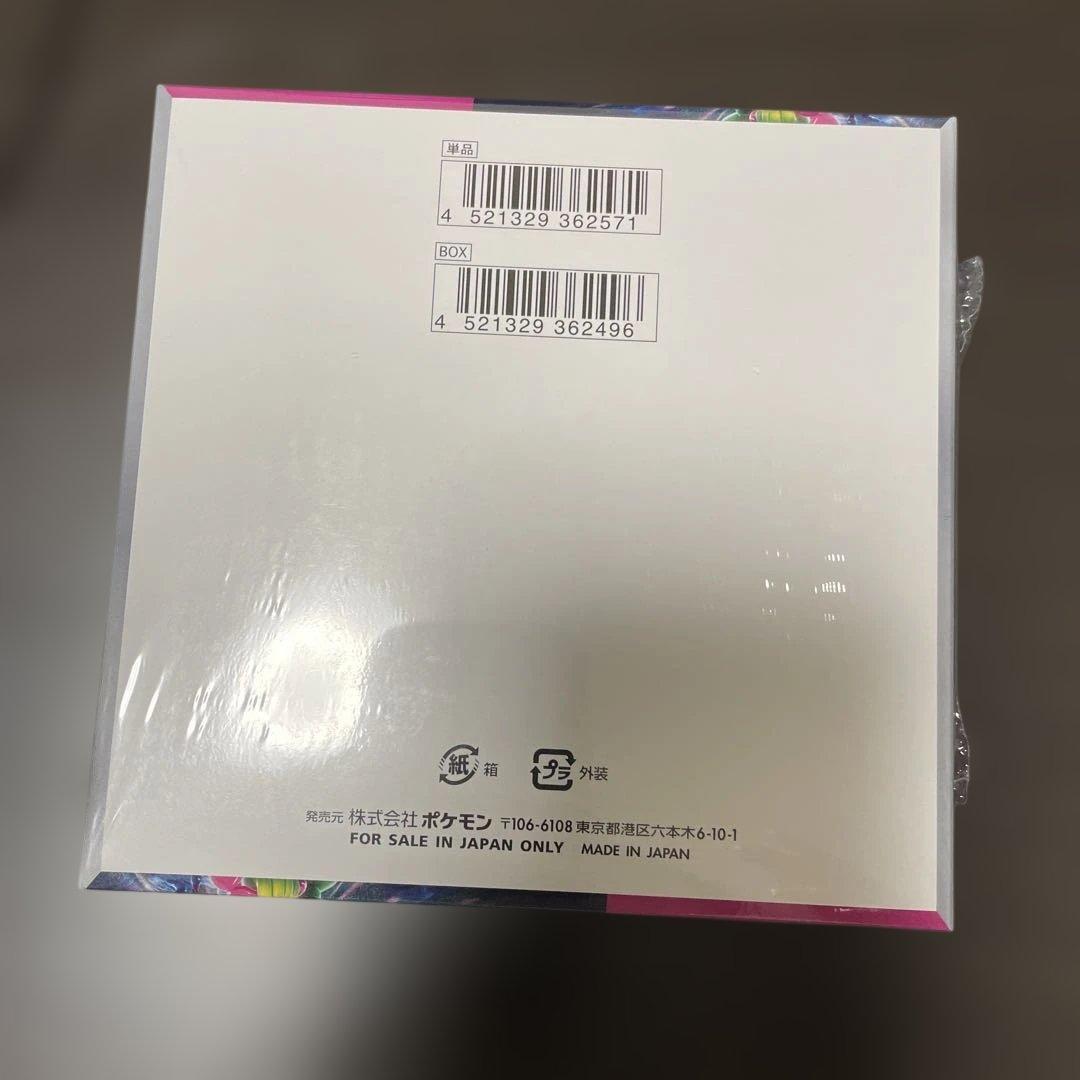 単品
4 521329 362571
BOX
4 521329 362496
紙 箱 プラ 外装
発売元 株式会社 ポケモン 〒106-6108 東京都港区六本木6-10-1
FOR SALE IN JAPAN ONLY MADE IN JAPAN